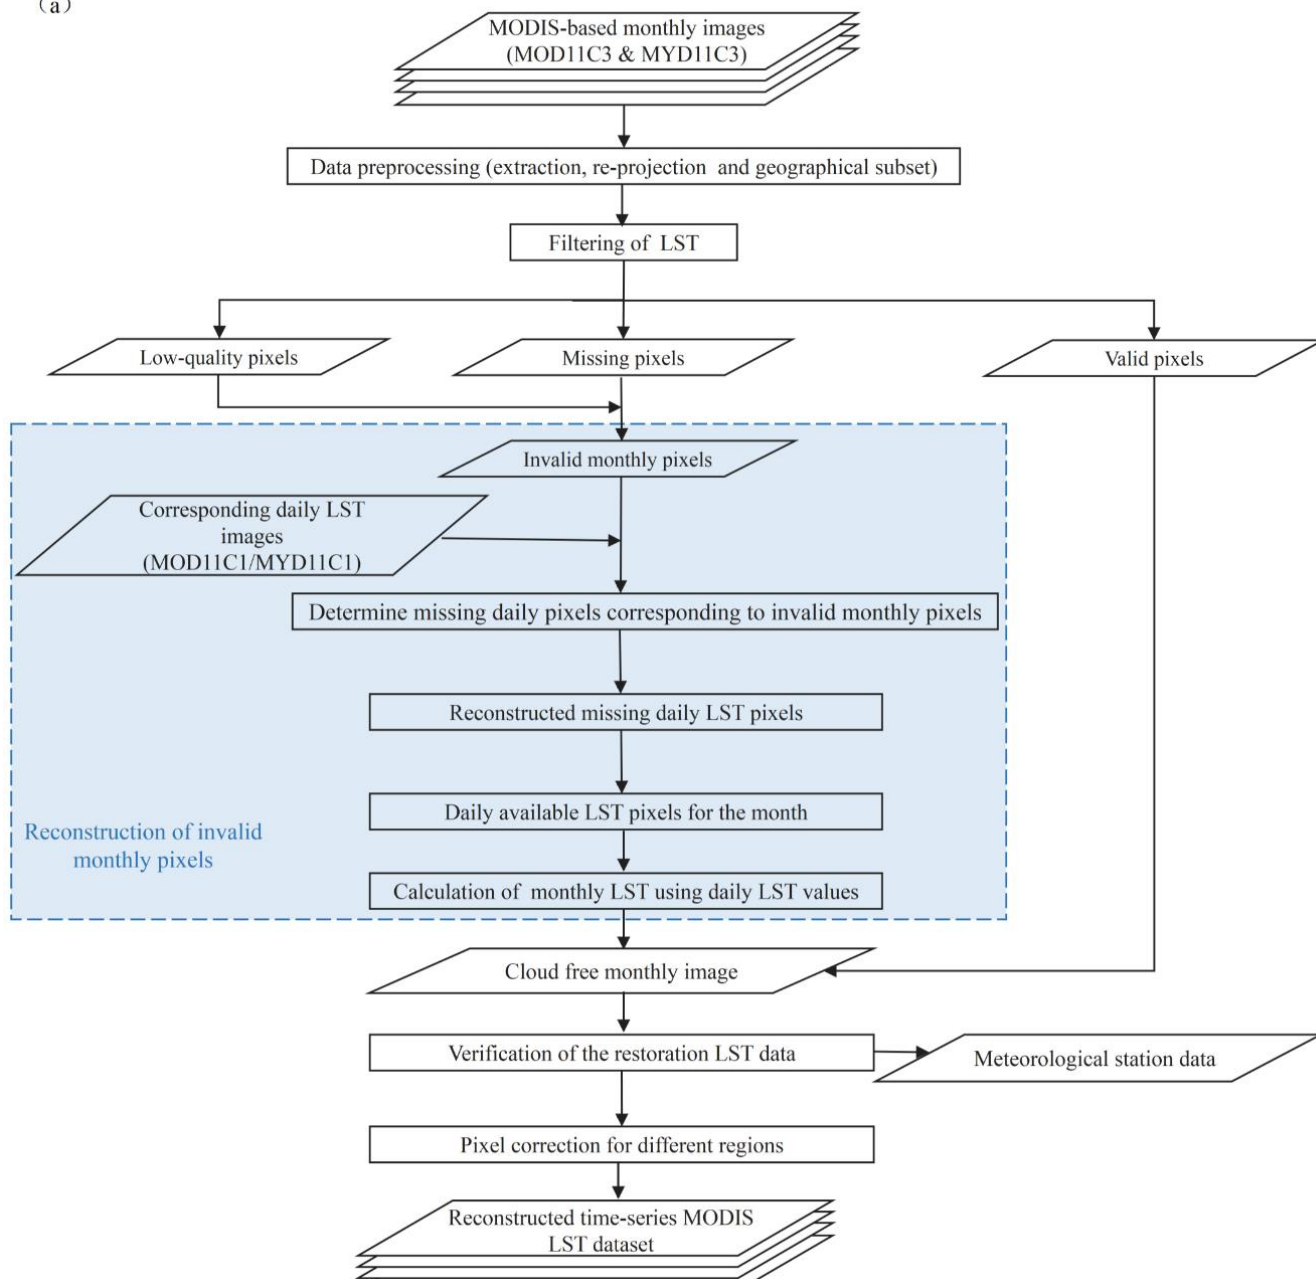 (a)
MODIS-based monthly images
(MOD11C3 & MYD11C3)
Data preprocessing (extraction, re-projection and geographical subset)
Filtering of LST
Low-quality pixels
Missing pixels
Valid pixels
Invalid monthly pixels
Corresponding daily LST
images
(MOD11C1/MYD11C1)
Determine missing daily pixels corresponding to invalid monthly pixels
Reconstructed missing daily LST pixels
Daily available LST pixels for the month
Reconstruction of invalid
monthly pixels
Calculation of monthly LST using daily LST values
Cloud free monthly image
Verification of the restoration LST data
Meteorological station data
Pixel correction for different regions
Reconstructed time-series MODIS
LST dataset